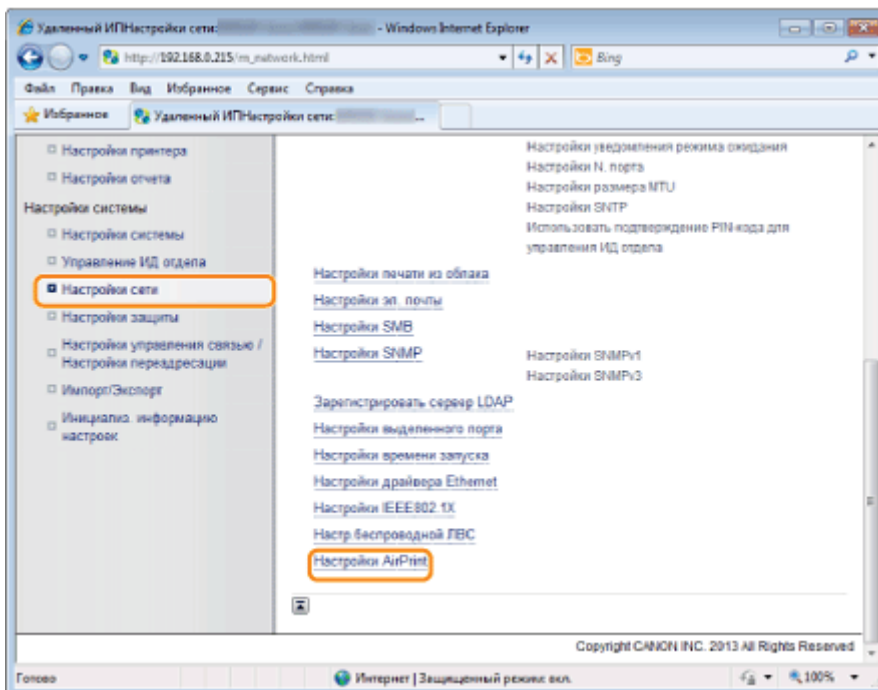 Удаленный ИПНастройки сети: - Windows Internet Explorer
http://192.168.0.215/m_network.html
Bing
Файл Правка Вид Избранное Сервис Справка
Избранное
Удаленный ИПНастройки сети: ...
Настройки принтера
Настройки отчета
Настройки системы
Настройки системы
Управление ИД отдела
Настройки сети
Настройки защиты
Настройки управления связью /
Настройки переадресации
Импорт/Экспорт
Инициализ. информацию
настроек
Настройки уведомления режима ожидания
Настройки N. порта
Настройки размера MTU
Настройки SNTP
Использовать подтверждение PIN-кода для
управления ИД отдела
Настройки печати из облака
Настройки эл. почты
Настройки SMB
Настройки SNMP
Настройки SNMPv1
Настройки SNMPv3
Зарегистрировать сервер LDAP
Настройки выделенного порта
Настройки времени запуска
Настройки драйвера Ethernet
Настройки IEEE802.1X
Настр.беспроводной ЛВС
Настройки AirPrint
Copyright CANON INC. 2013 All Rights Reserved
Готово
Интернет | Защищенный режим: вкл.
100%